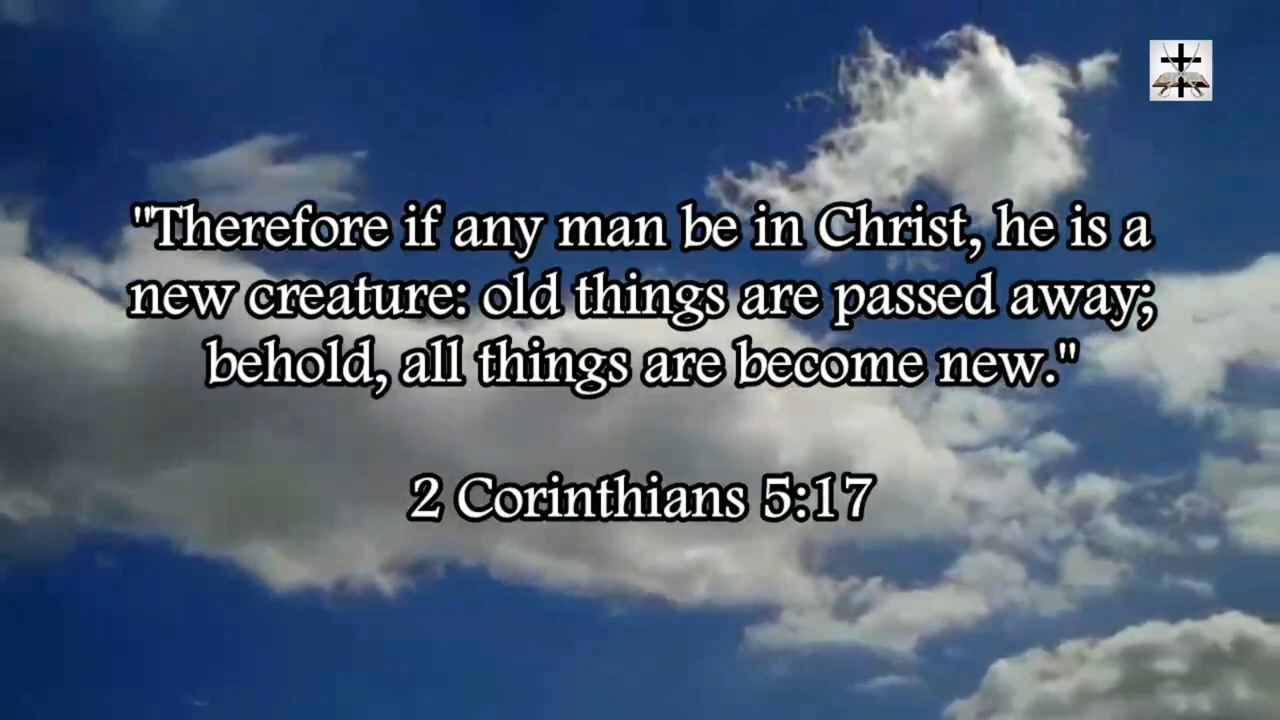 "Therefore if any man be in Christ, he is a
new creature: old things are passed away;
behold, all things are become new."
2 Corinthians 5:17